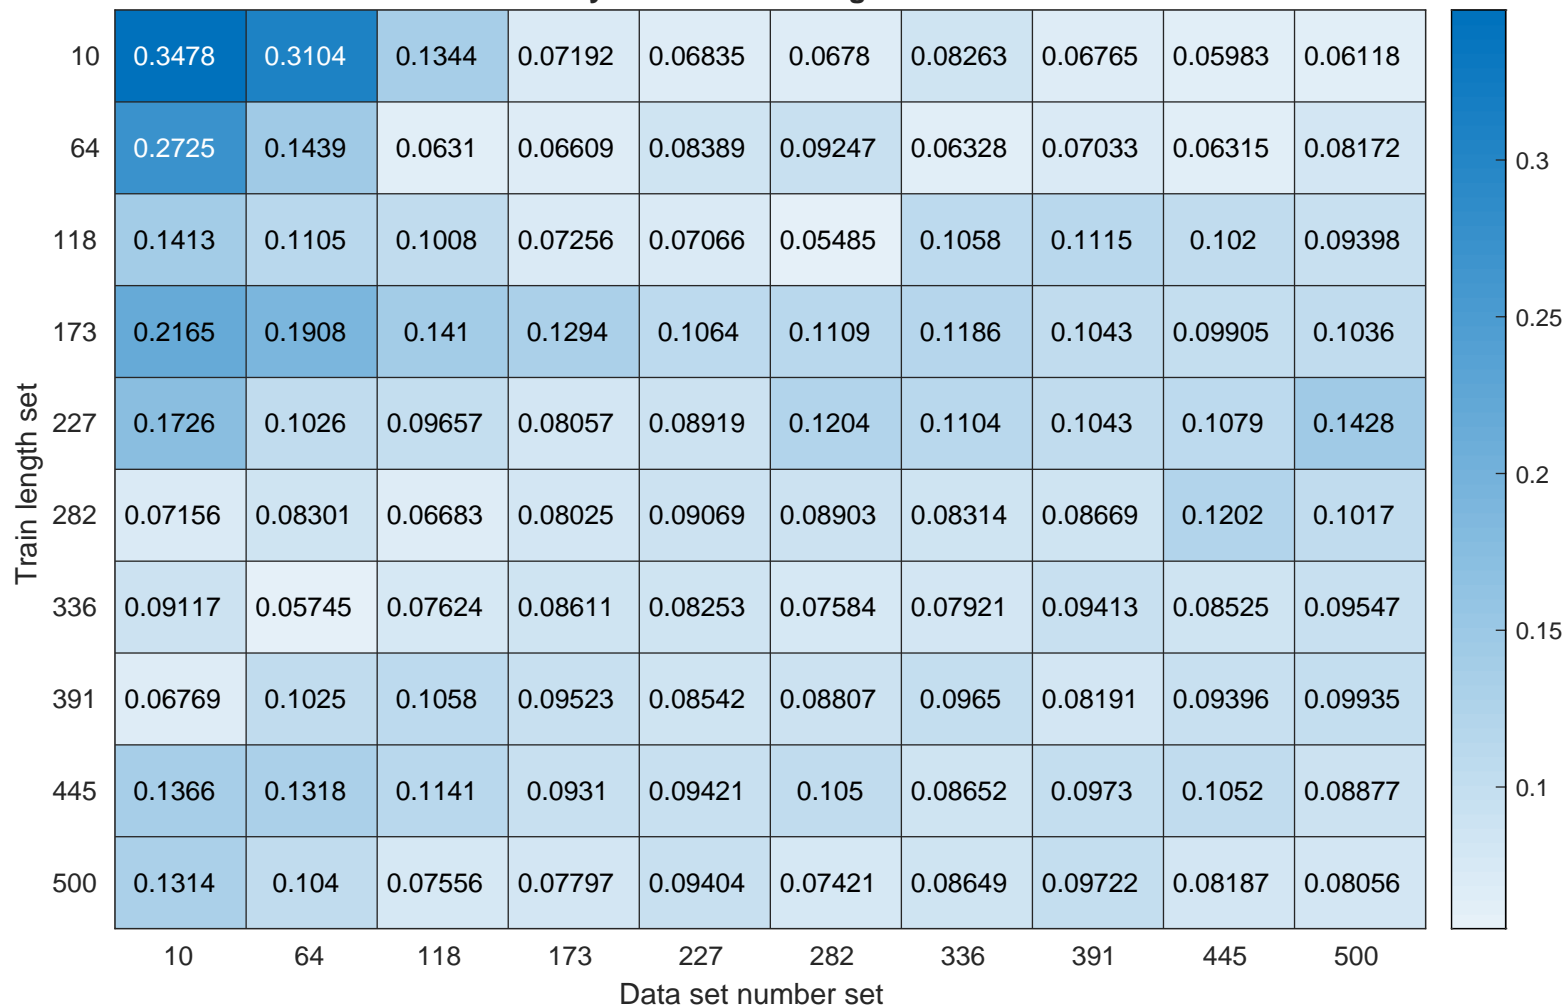 10 0.3478 0.3104 0.1344 0.07192 0.06835 0.0678 0.08263 0.06765 0.05983 0.06118
64 0.2725 0.1439 0.0631 0.06609 0.08389 0.09247 0.06328 0.07033 0.06315 0.08172
118 0.1413 0.1105 0.1008 0.07256 0.07066 0.05485 0.1058 0.1115 0.102 0.09398
173 0.2165 0.1908 0.141 0.1294 0.1064 0.1109 0.1186 0.1043 0.09905 0.1036
227 0.1726 0.1026 0.09657 0.08057 0.08919 0.1204 0.1104 0.1043 0.1079 0.1428
282 0.07156 0.08301 0.06683 0.08025 0.09069 0.08903 0.08314 0.08669 0.1202 0.1017
336 0.09117 0.05745 0.07624 0.08611 0.08253 0.07584 0.07921 0.09413 0.08525 0.09547
391 0.06769 0.1025 0.1058 0.09523 0.08542 0.08807 0.0965 0.08191 0.09396 0.09935
445 0.1366 0.1318 0.1141 0.0931 0.09421 0.105 0.08652 0.0973 0.1052 0.08877
500 0.1314 0.104 0.07556 0.07797 0.09404 0.07421 0.08649 0.09722 0.08187 0.08056
10 64 118 173 227 282 336 391 445 500
Data set number set
Train length set
0.3
0.25
0.2
0.15
0.1